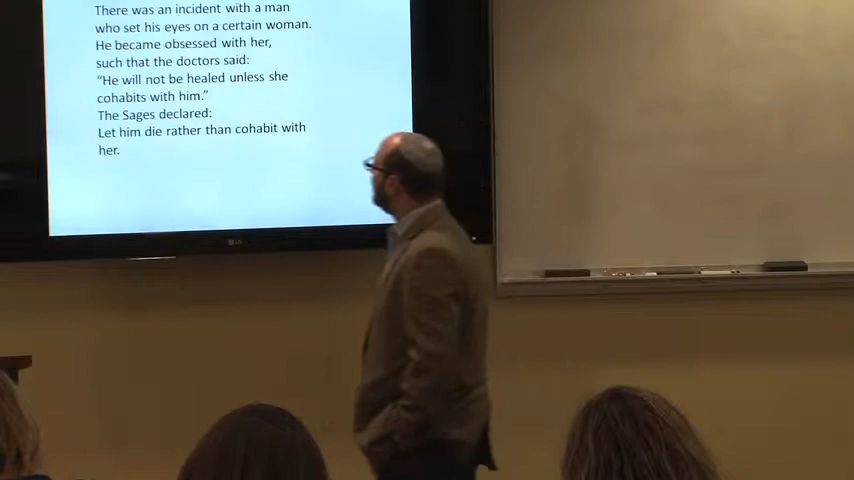 There was an incident with a man
who set his eyes on a certain woman.
He became obsessed with her,
such that the doctors said:
“He will not be healed unless she
cohabits with him.”
The Sages declared:
Let him die rather than cohabit with
her.
LG